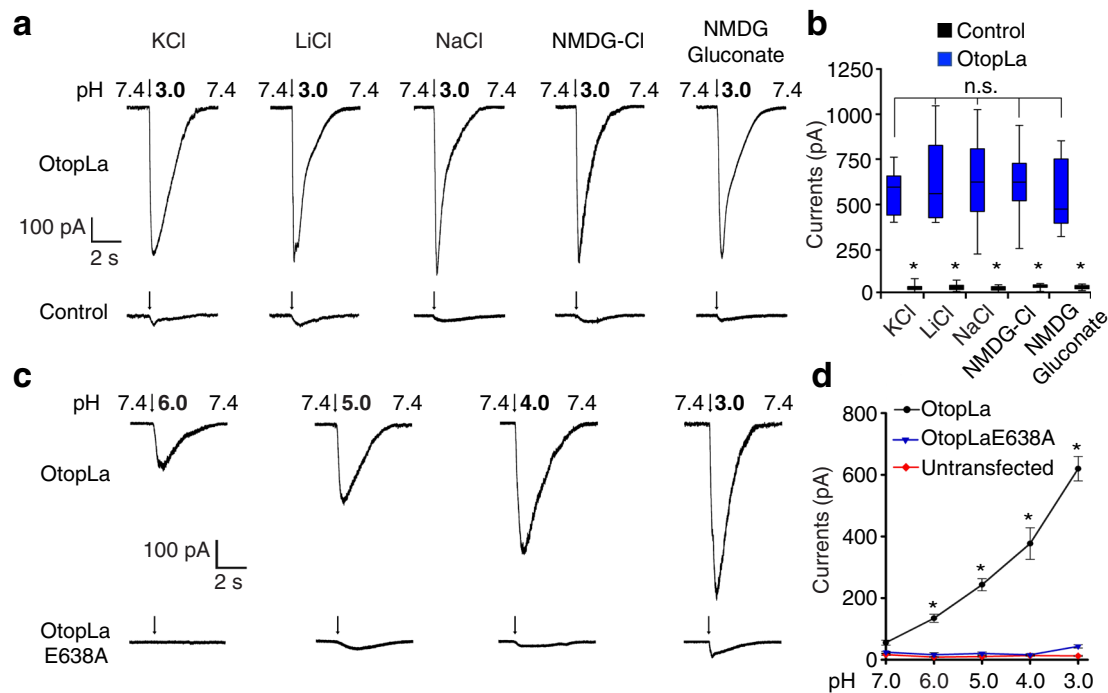 a
KCl LiCl NaCl NMDG-Cl NMDG Gluconate
pH 7.4 ↓ 3.0 7.4 7.4 ↓ 3.0 7.4 7.4 ↓ 3.0 7.4 7.4 ↓ 3.0 7.4 7.4 ↓ 3.0 7.4
OtopLa
100 pA
2 s
Control
b
Control
OtopLa
n.s.
Currents (pA)
1250
1000
750
500
250
0
* * * * *
KCl LiCl NaCl NMDG-Cl NMDG Gluconate
c
pH 7.4 ↓ 6.0 7.4 7.4 ↓ 5.0 7.4 7.4 ↓ 4.0 7.4 7.4 ↓ 3.0 7.4
OtopLa
100 pA
2 s
OtopLa
E638A
d
OtopLa
OtopLaE638A
Untransfected
Currents (pA)
800
600
400
200
0
* * * *
pH 7.0 6.0 5.0 4.0 3.0